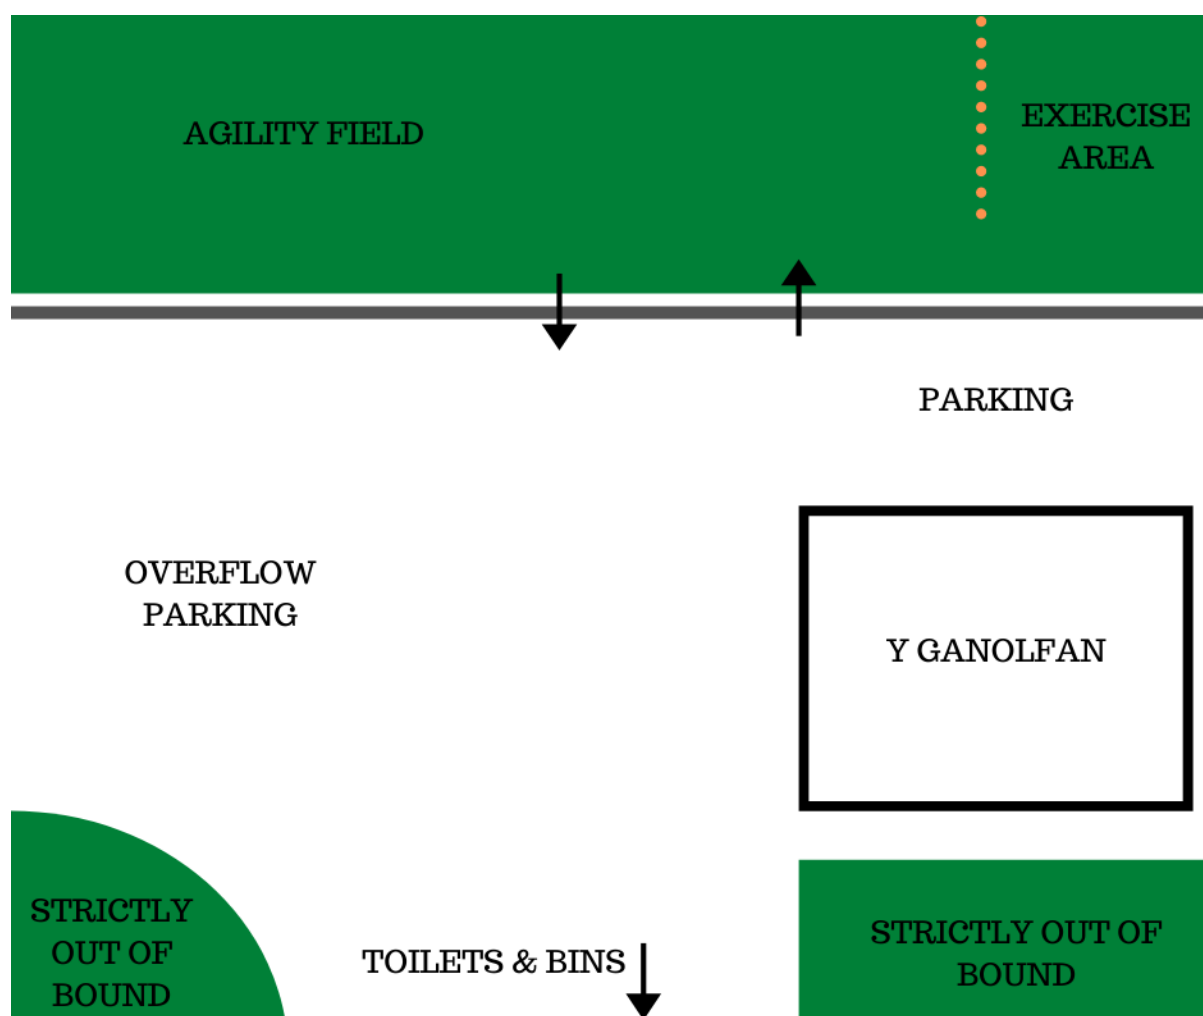 AGILITY FIELD
EXERCISE
AREA
PARKING
OVERFLOW
PARKING
Y GANOLFAN
STRICTLY
OUT OF
BOUND
TOILETS & BINS
STRICTLY OUT OF
BOUND